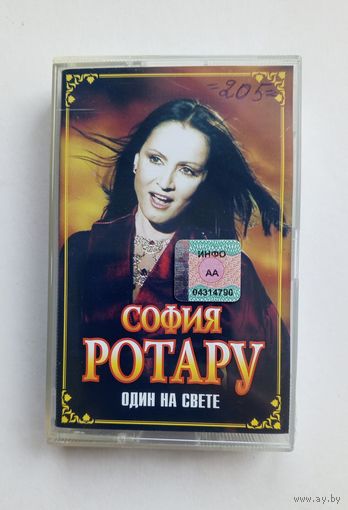 =205=
ИНФО
АА
04314790
СОФИЯ
РОТАРУ
ОДИН НА СВЕТЕ
www.ay.by